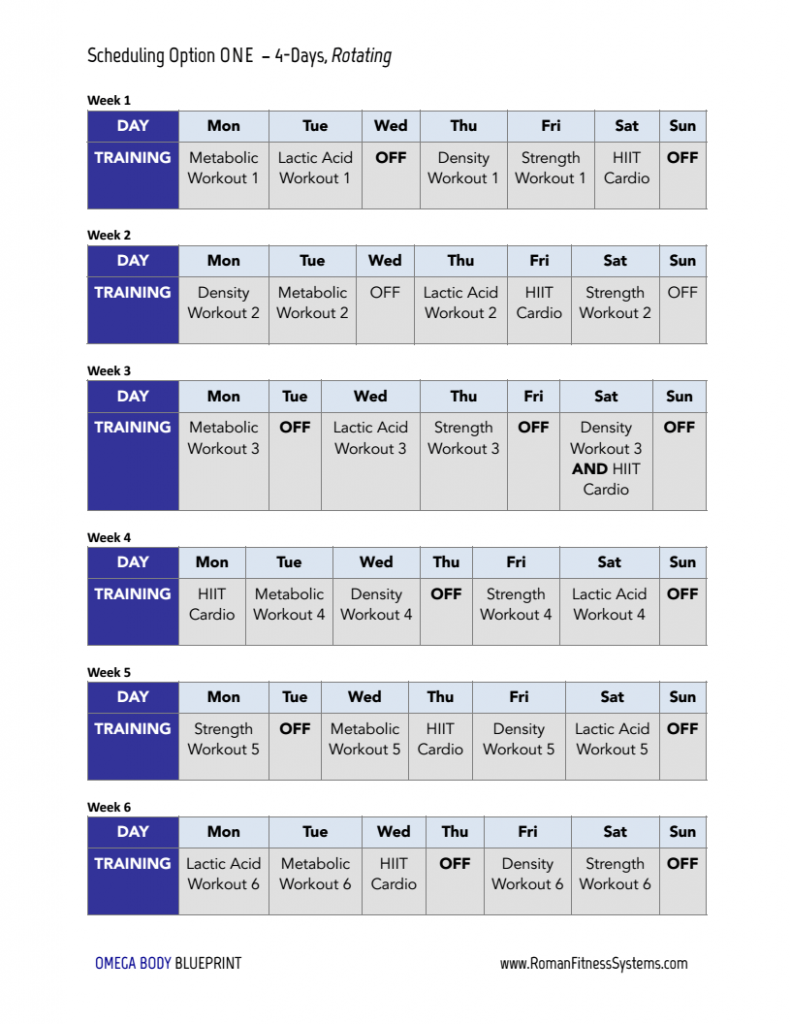 Scheduling Option ONE – 4-Days, Rotating
Week 1
DAY Mon Tue Wed Thu Fri Sat Sun
TRAINING Metabolic Lactic Acid OFF Density Strength HIIT OFF
Workout 1 Workout 1 Workout 1 Workout 1 Cardio
Week 2
DAY Mon Tue Wed Thu Fri Sat Sun
TRAINING Density Metabolic OFF Lactic Acid HIIT Strength OFF
Workout 2 Workout 2 Workout 2 Cardio Workout 2
Week 3
DAY Mon Tue Wed Thu Fri Sat Sun
TRAINING Metabolic OFF Lactic Acid Strength OFF Density OFF
Workout 3 Workout 3 Workout 3 Workout 3
AND HIIT
Cardio
Week 4
DAY Mon Tue Wed Thu Fri Sat Sun
TRAINING HIIT Metabolic Density OFF Strength Lactic Acid OFF
Cardio Workout 4 Workout 4 Workout 4 Workout 4
Week 5
DAY Mon Tue Wed Thu Fri Sat Sun
TRAINING Strength OFF Metabolic HIIT Density Lactic Acid OFF
Workout 5 Workout 5 Cardio Workout 5 Workout 5
Week 6
DAY Mon Tue Wed Thu Fri Sat Sun
TRAINING Lactic Acid Metabolic HIIT OFF Density Strength OFF
Workout 6 Workout 6 Cardio Workout 6 Workout 6
OMEGA BODY BLUEPRINT www.RomanFitnessSystems.com